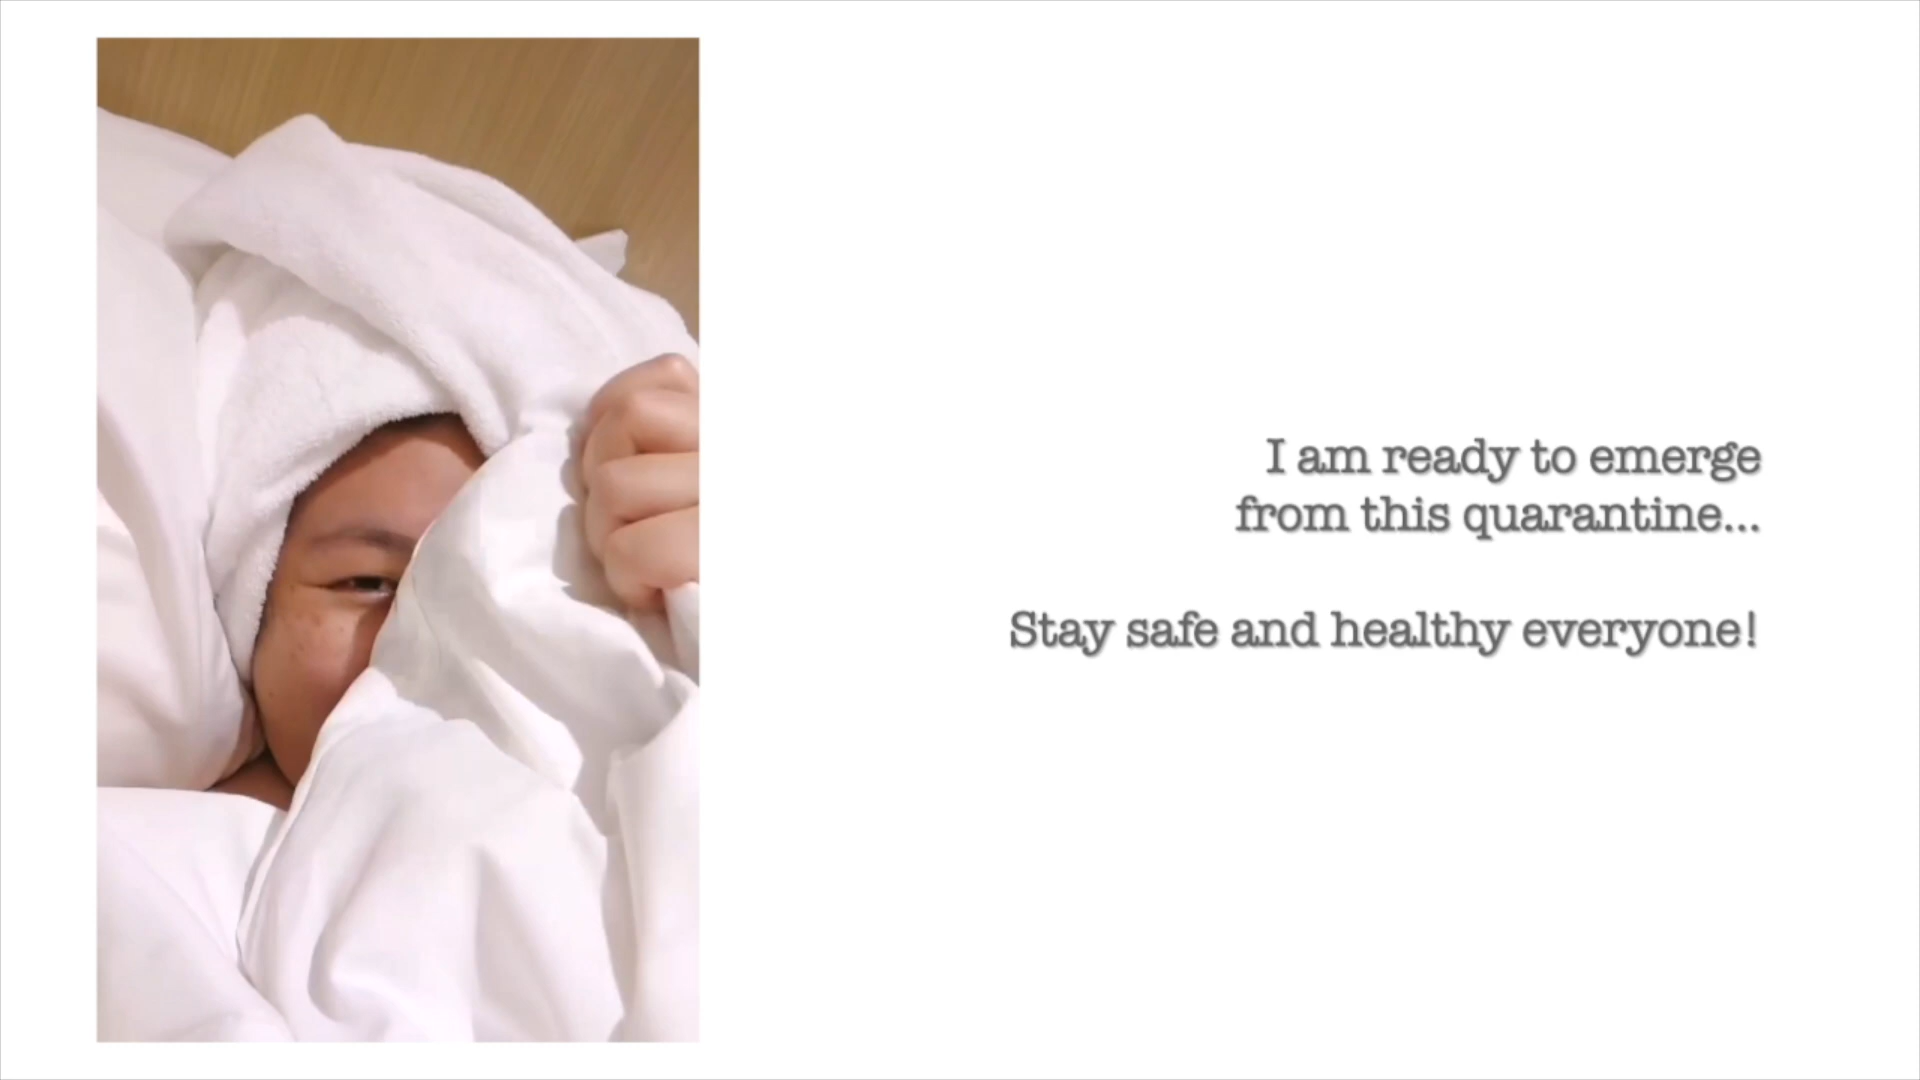 I am ready to emerge
from this quarantine...
Stay safe and healthy everyone!